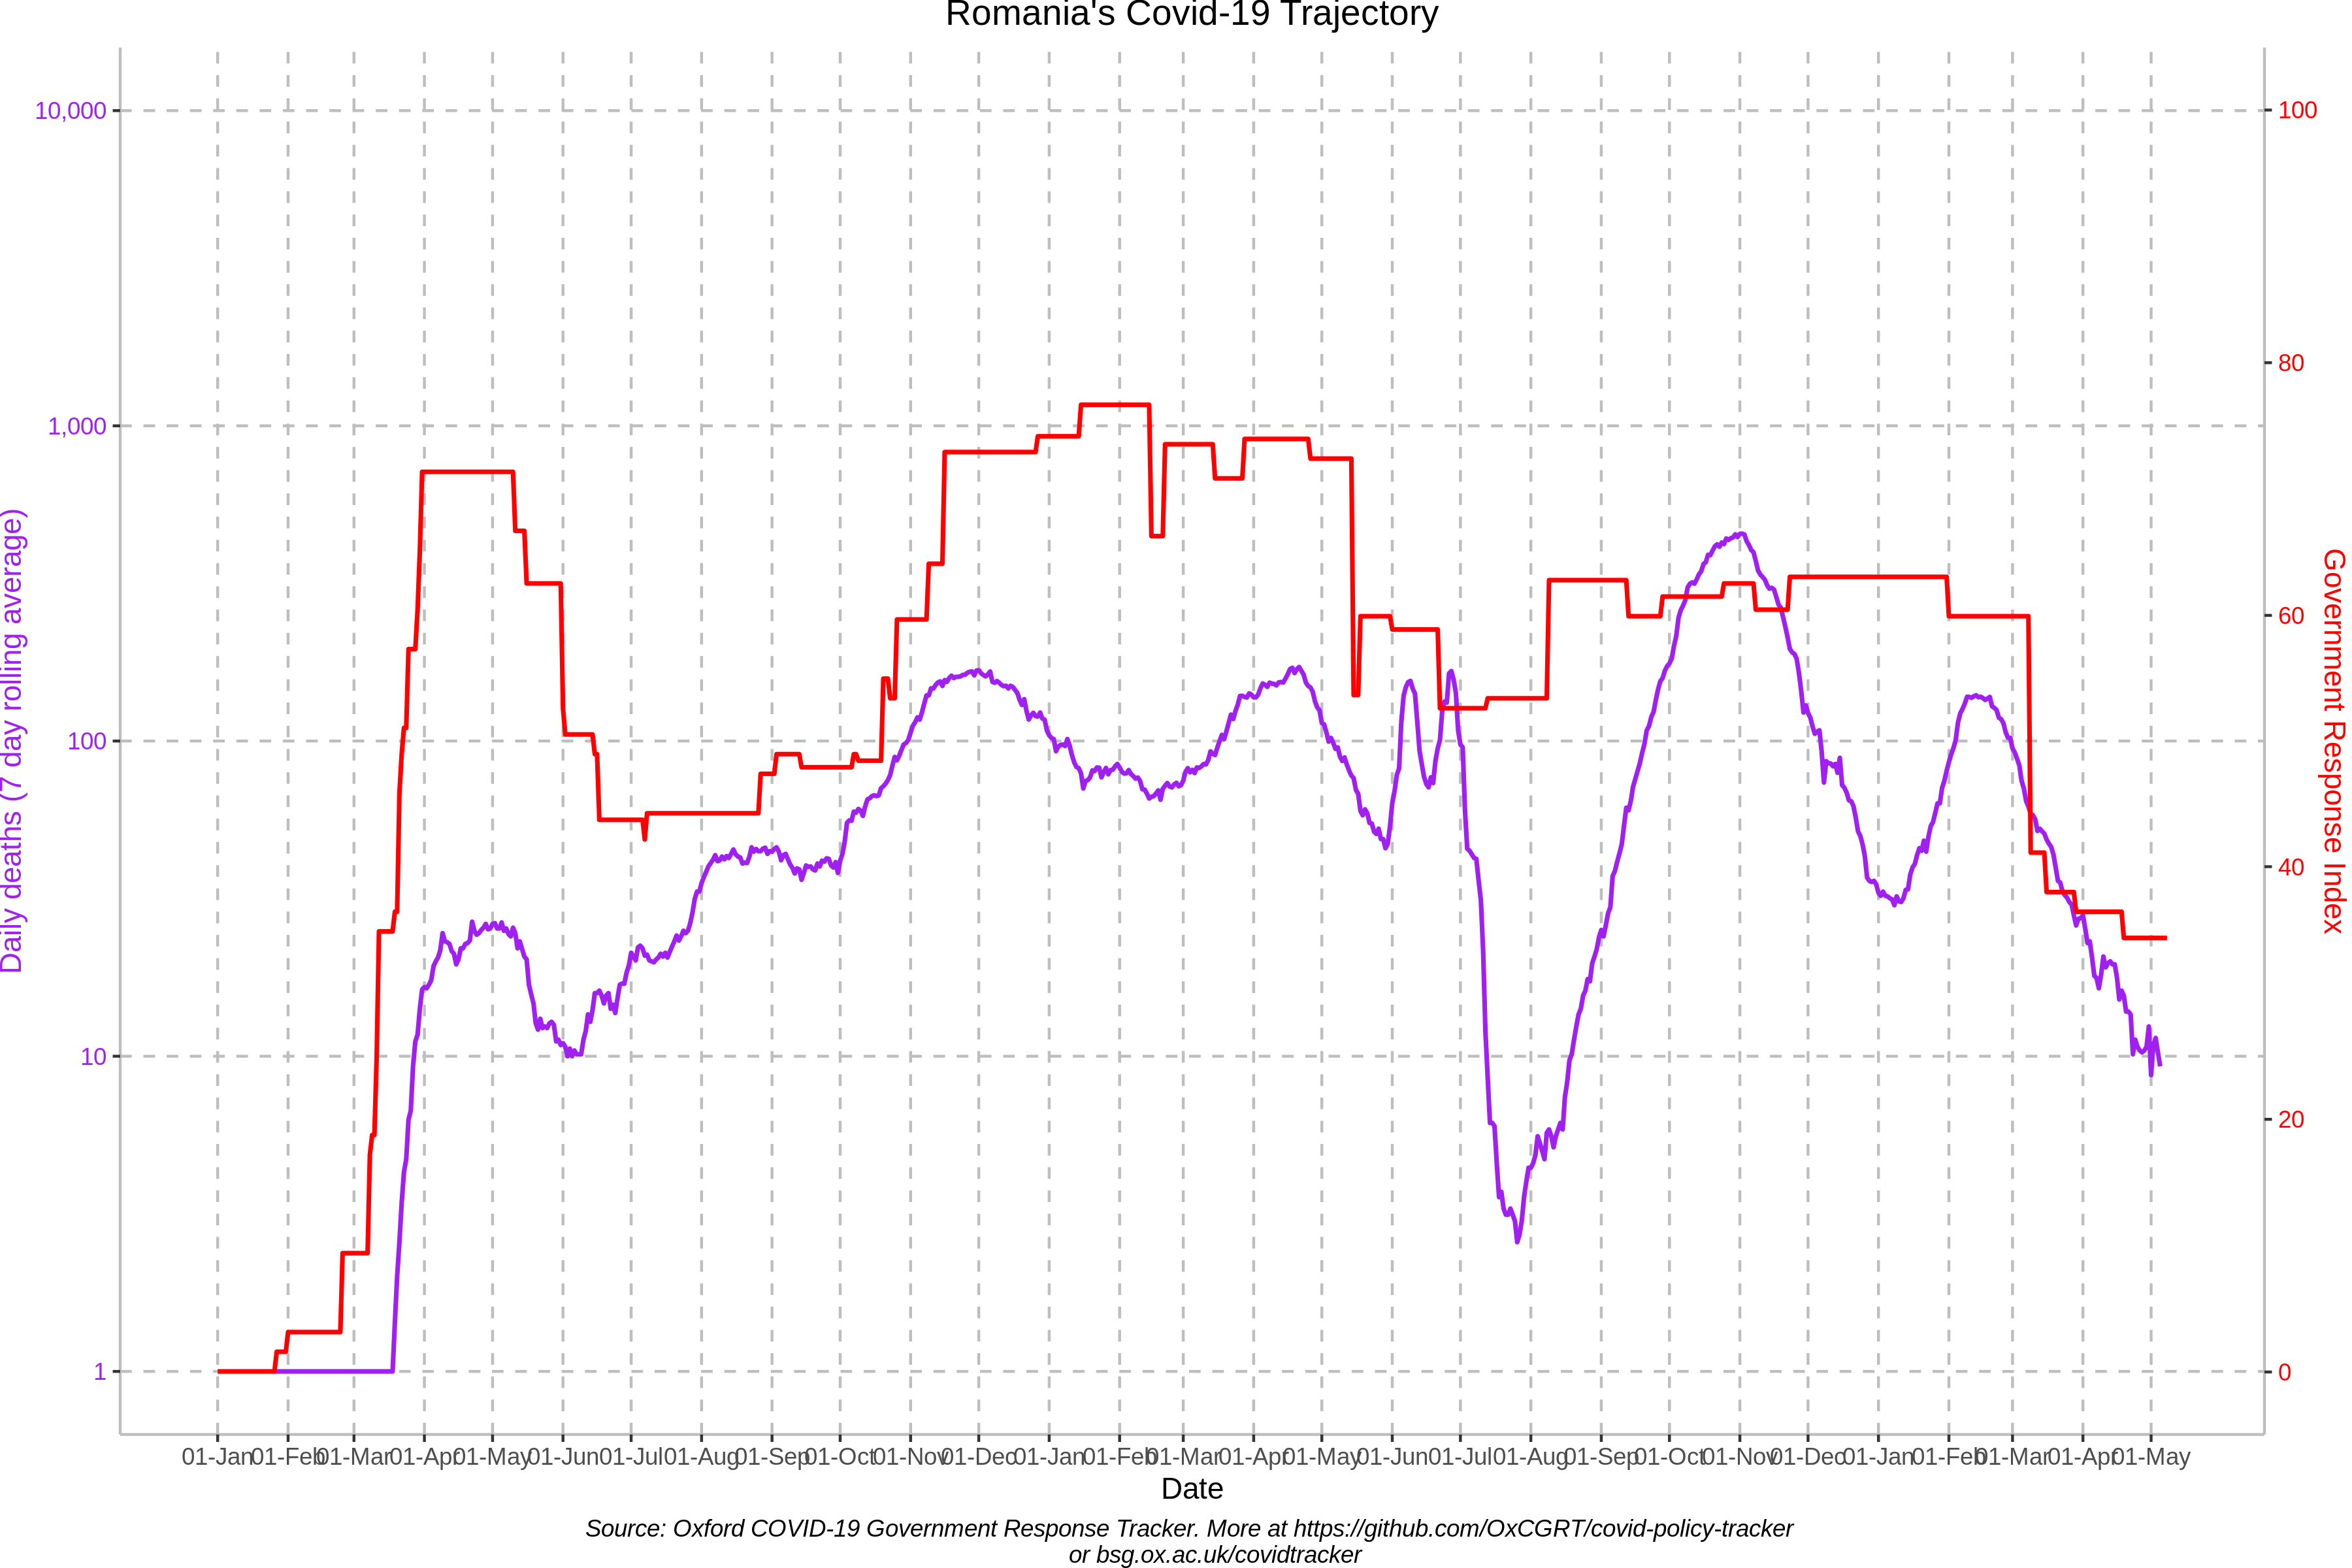 Romania's Covid-19 Trajectory
10,000
1,000
100
10
1
Daily deaths (7 day rolling average)
100
80
60
40
20
0
Government Response Index
01-Jan 01-Feb 01-Mar 01-Apr 01-May 01-Jun 01-Jul 01-Aug 01-Sep 01-Oct 01-Nov 01-Dec 01-Jan 01-Feb 01-Mar 01-Apr 01-May 01-Jun 01-Jul 01-Aug 01-Sep 01-Oct 01-Nov 01-Dec 01-Jan 01-Feb 01-Mar 01-Apr 01-May
Date
Source: Oxford COVID-19 Government Response Tracker. More at https://github.com/OxCGRT/covid-policy-tracker
or bsg.ox.ac.uk/covidtracker